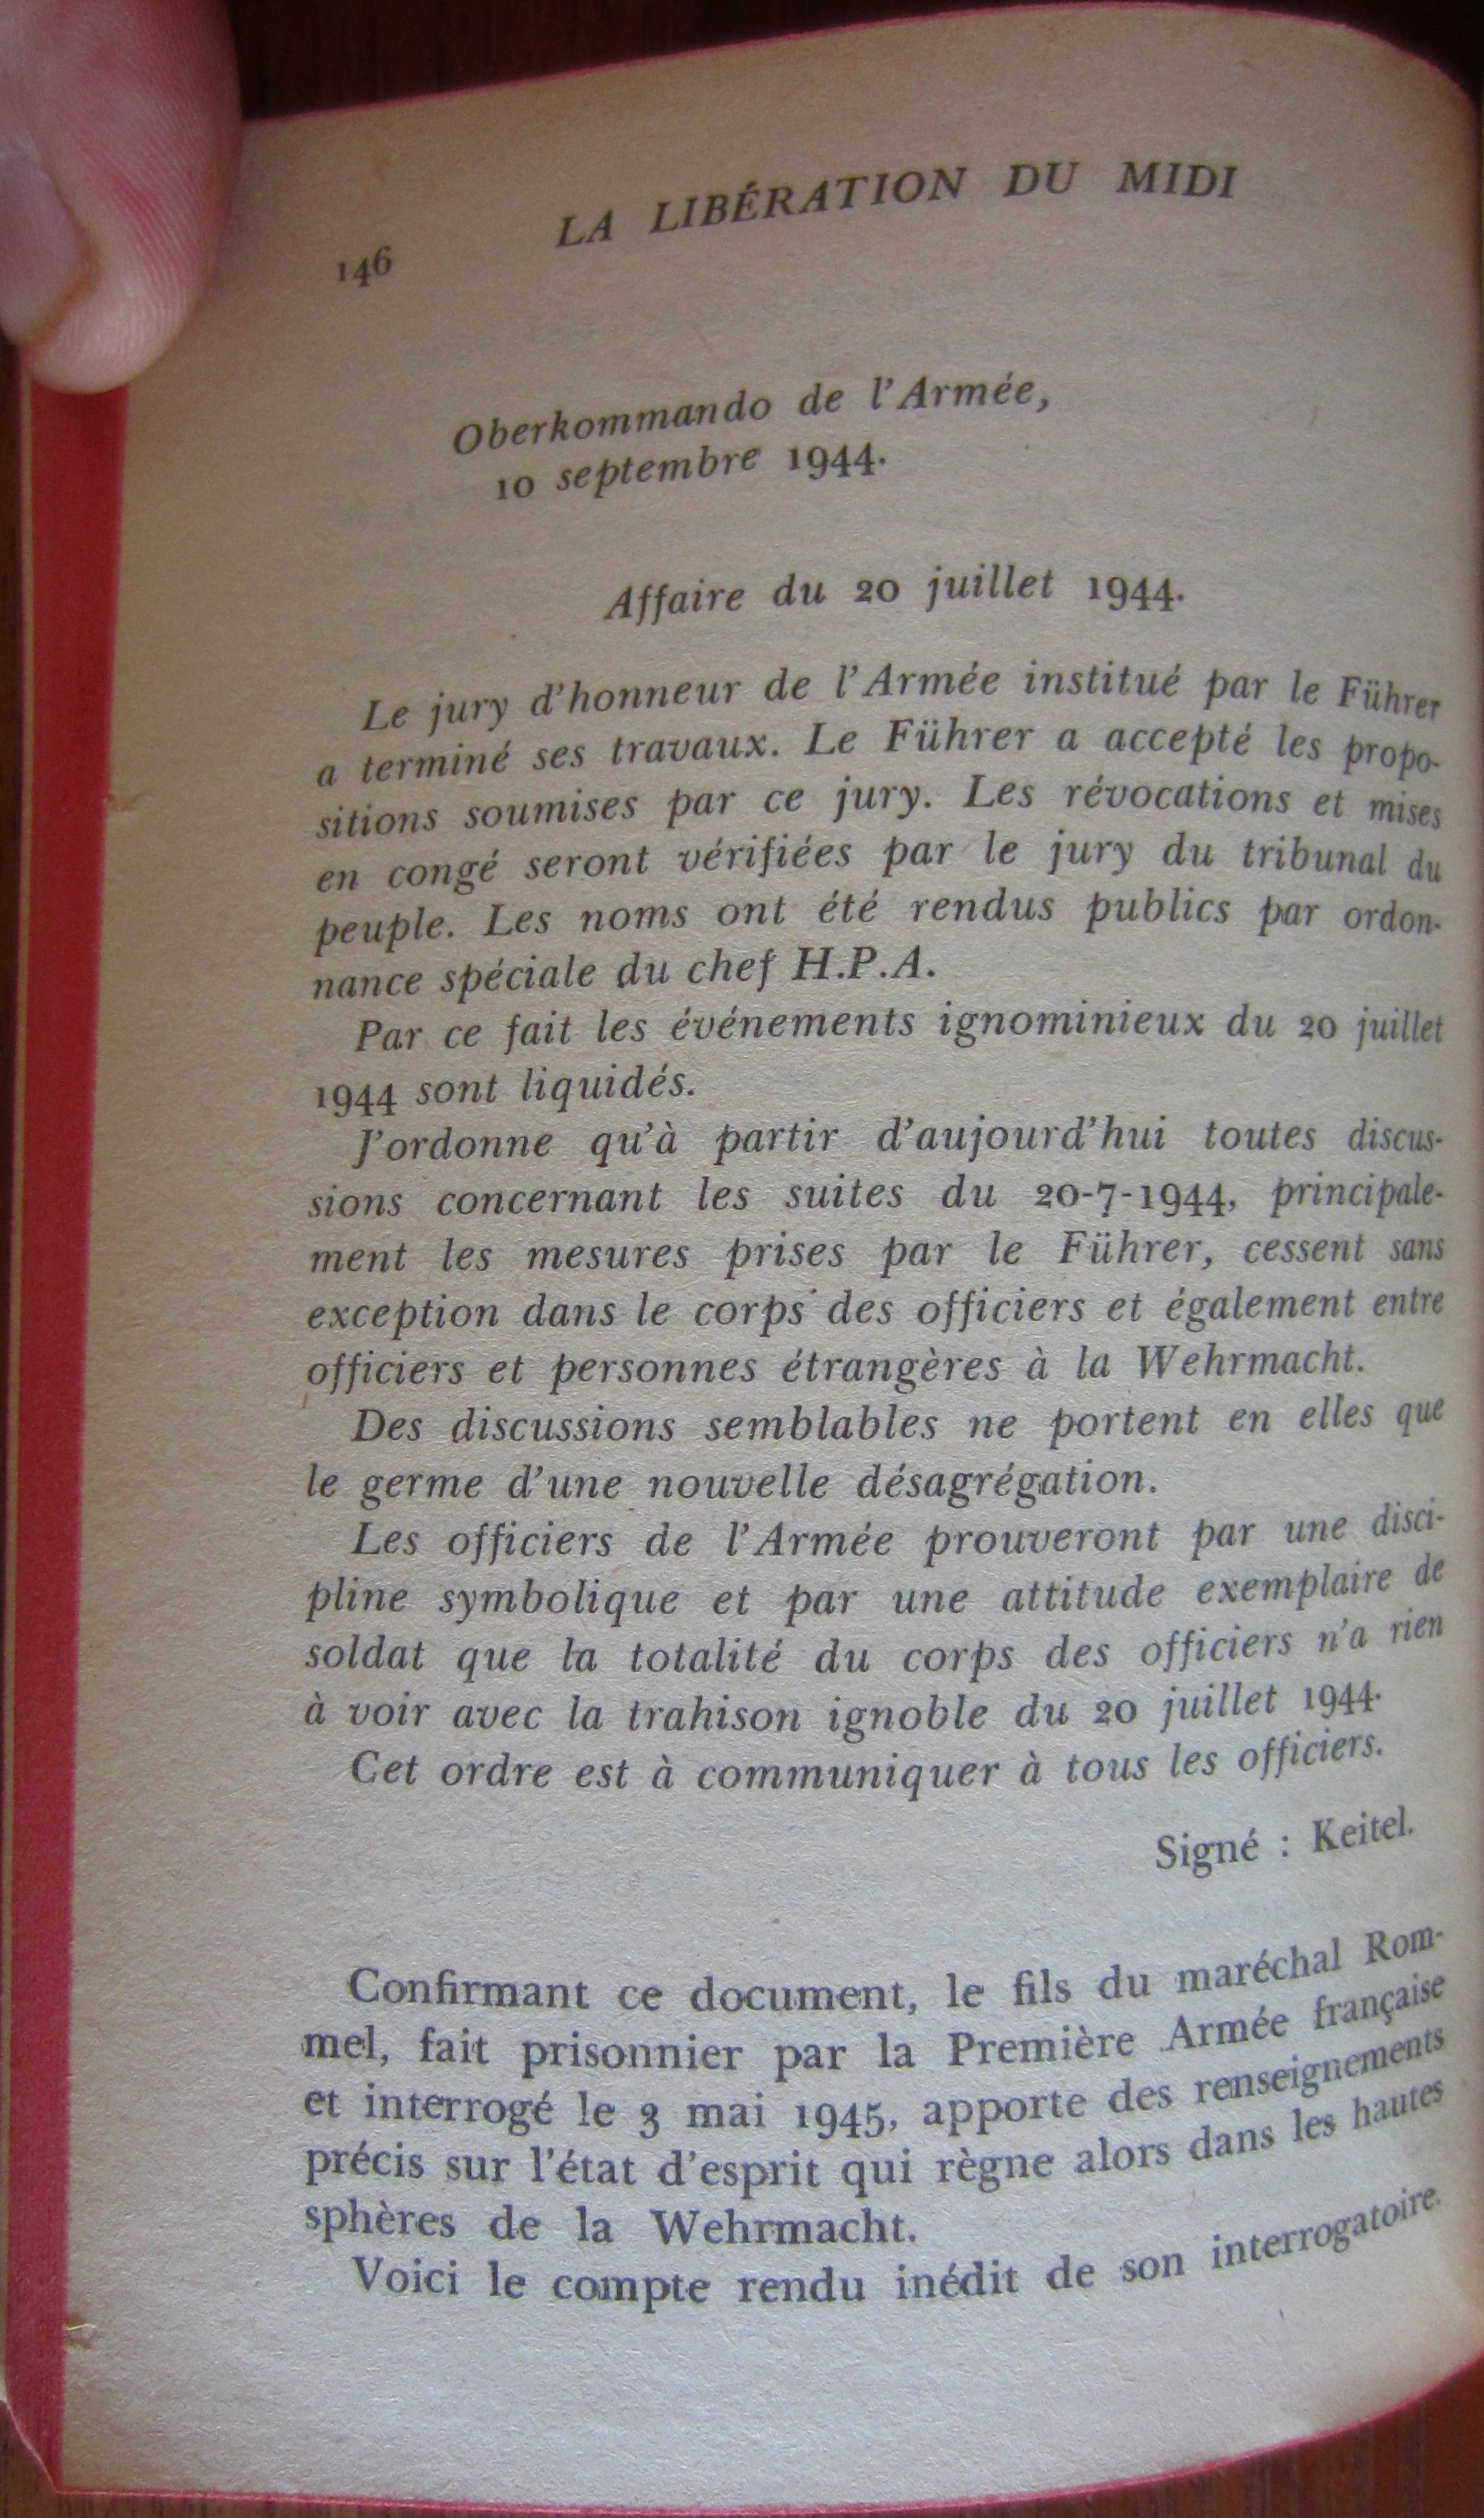 146
LA LIBÉRATION DU MIDI
Oberkommando de l'Armée,
10 septembre 1944.
Affaire du 20 juillet 1944.
Le jury d'honneur de l'Armée institué par le Führer
a terminé ses travaux. Le Führer a accepté les propo-
sitions soumises par ce jury. Les révocations et mises
en congé seront vérifiées par le jury du tribunal du
peuple. Les noms ont été rendus publics par ordon-
nance spéciale du chef H.P.A.
Par ce fait les événements ignominieux du 20 juillet
1944 sont liquidés.
J'ordonne qu'à partir d'aujourd'hui toutes discus-
sions concernant les suites du 20-7-1944, principale-
ment les mesures prises par le Führer, cessent sans
exception dans le corps des officiers et également entre
officiers et personnes étrangères à la Wehrmacht.
Des discussions semblables ne portent en elles que
le germe d'une nouvelle désagrégation.
Les officiers de l'Armée prouveront par une disci-
pline symbolique et par une attitude exemplaire de
soldat que la totalité du corps des officiers n'a rien
à voir avec la trahison ignoble du 20 juillet 1944.
Cet ordre est à communiquer à tous les officiers.
Signé : Keitel.
Confirmant ce document, le fils du maréchal Rom-
mel, fait prisonnier par la Première Armée française
et interrogé le 3 mai 1945, apporte des renseignements
précis sur l'état d'esprit qui règne alors dans les hautes
sphères de la Wehrmacht.
Voici le compte rendu inédit de son interrogatoire.